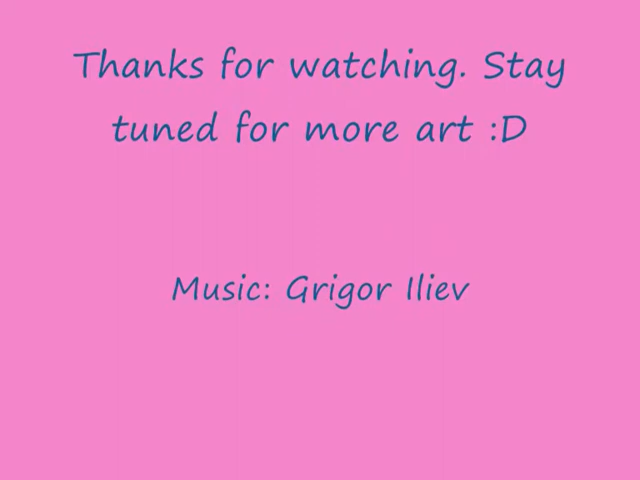 Thanks for watching. Stay
tuned for more art :D
Music: Grigor Iliev